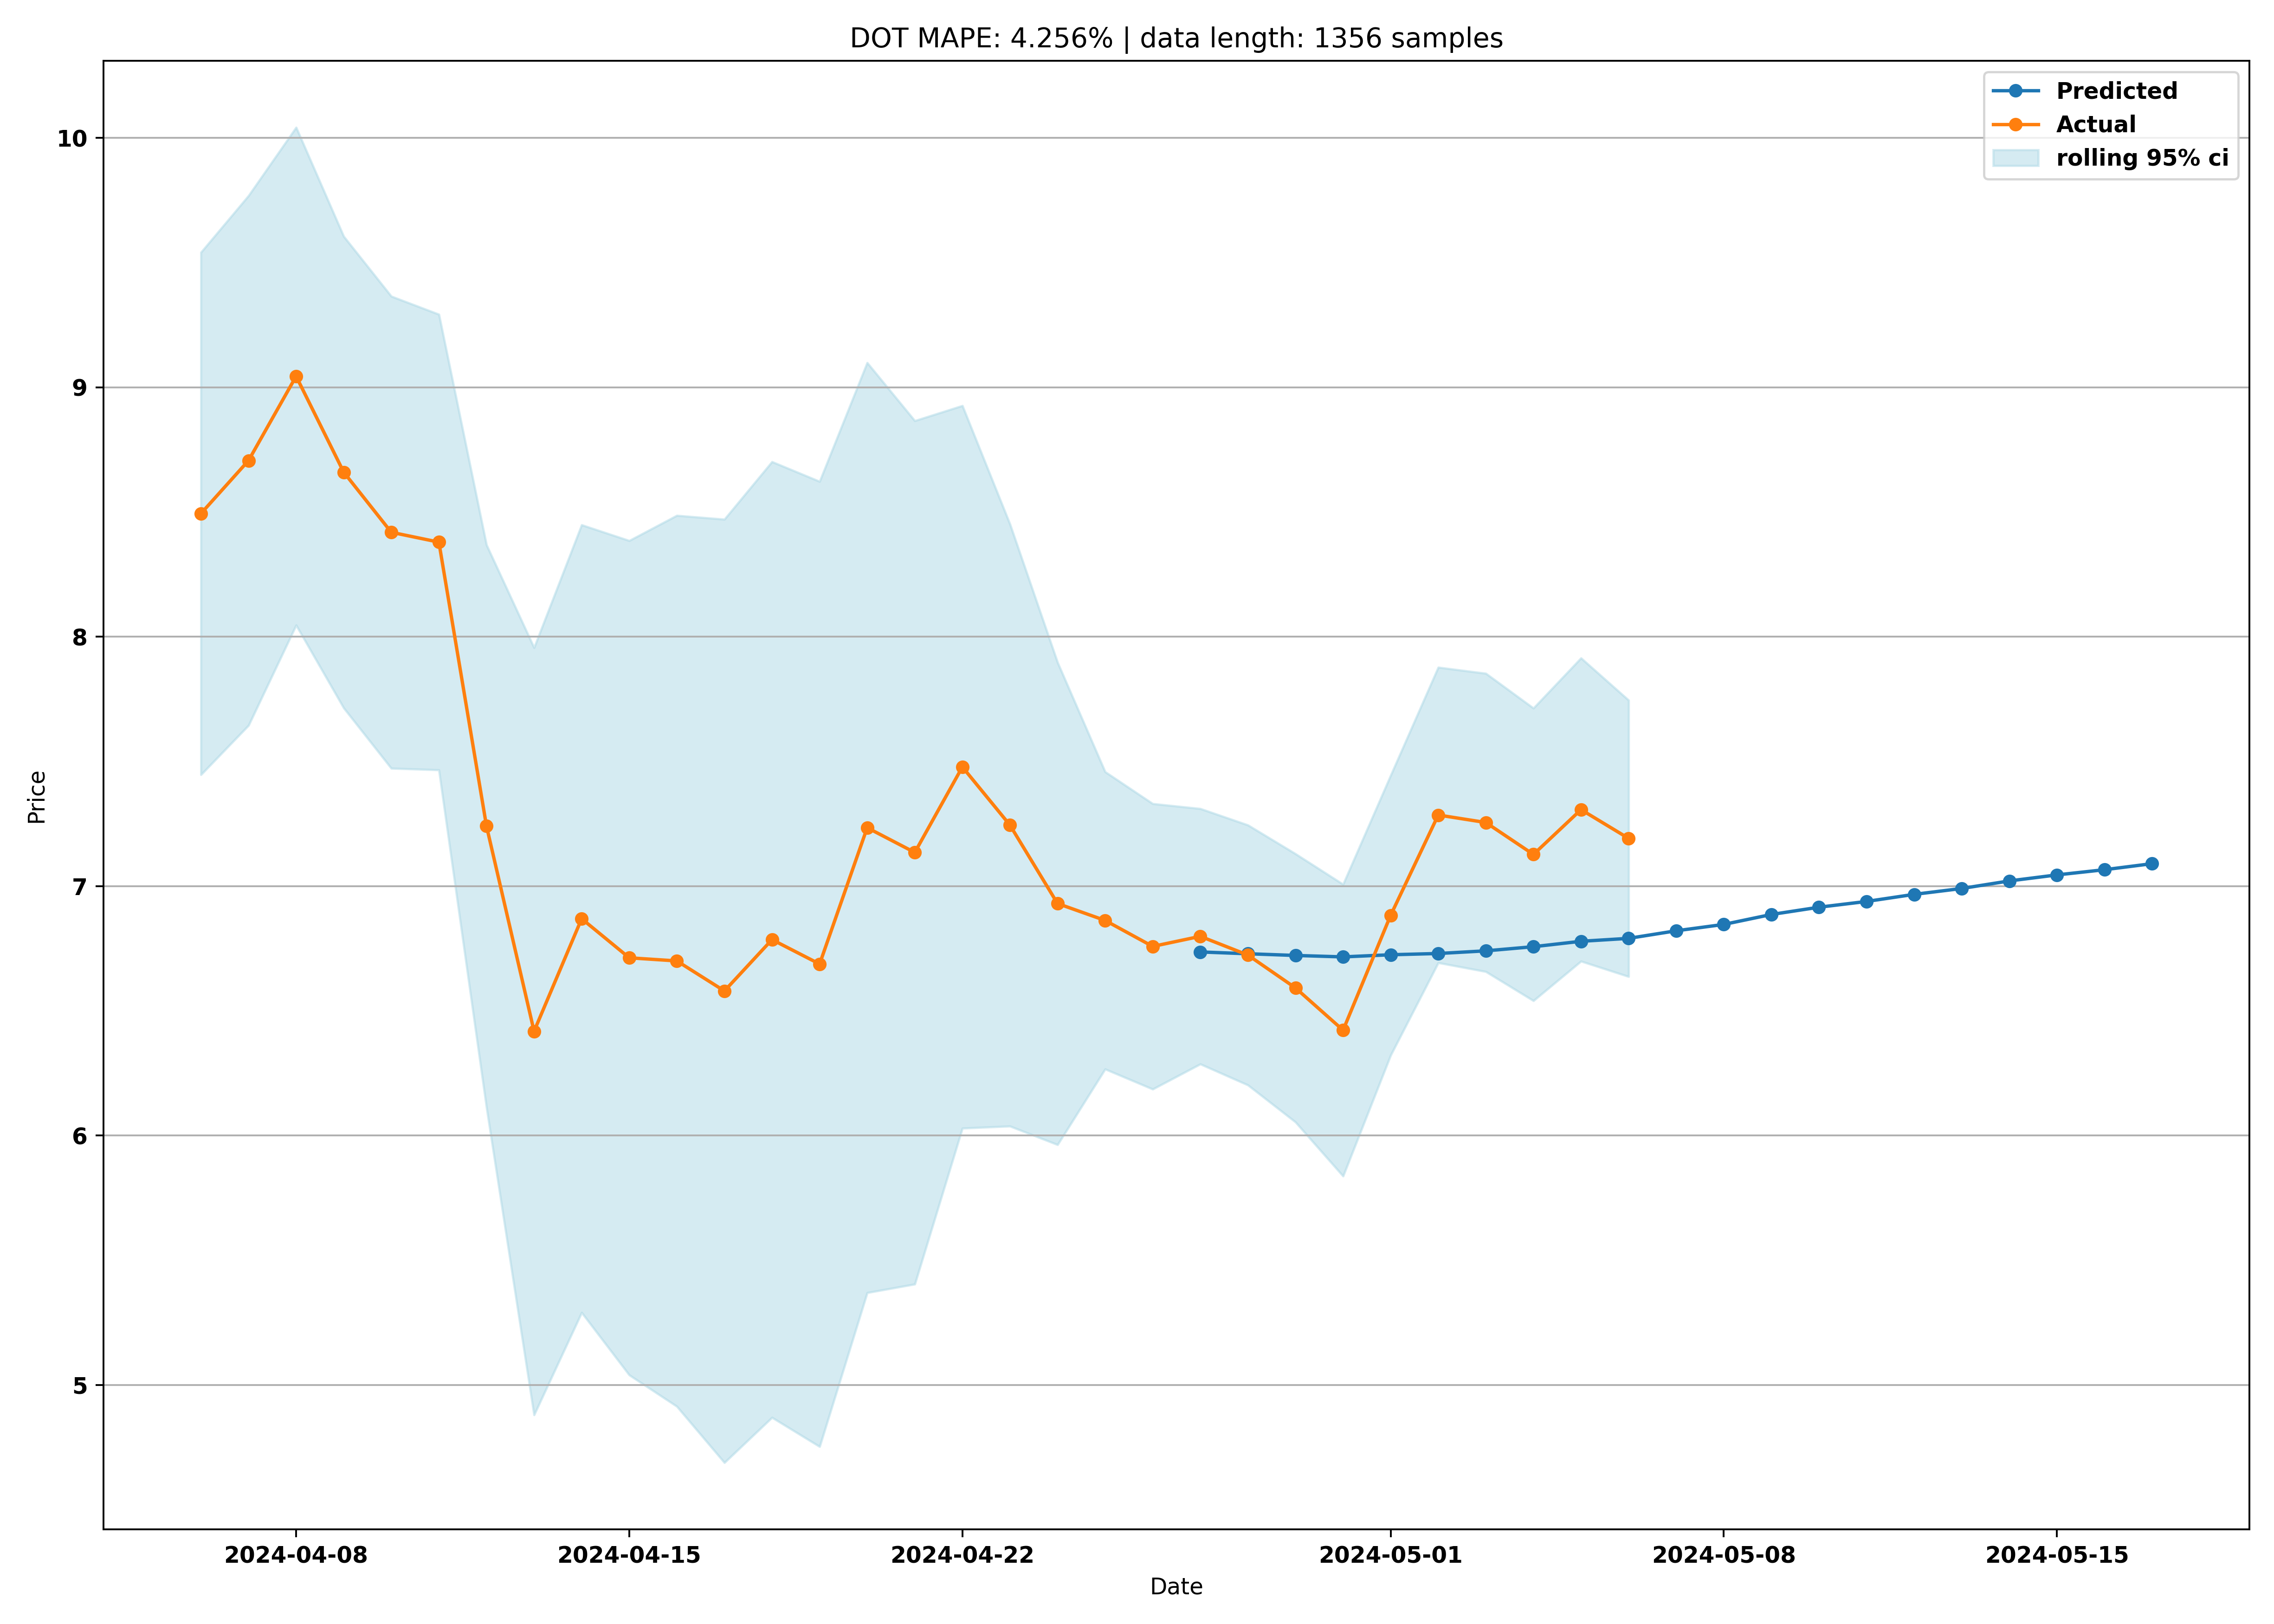 DOT MAPE: 4.256% | data length: 1356 samples
Predicted
Actual
rolling 95% ci
10
9
8
7
6
5
Price
2024-04-08
2024-04-15
2024-04-22
2024-05-01
2024-05-08
2024-05-15
Date